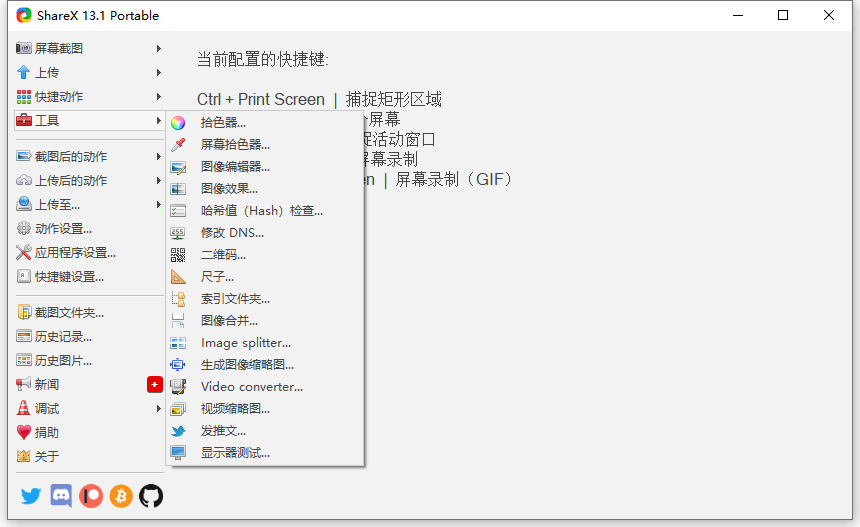 ShareX 13.1 Portable
屏幕截图
上传
快捷动作
工具
截图后的动作
上传后的动作
上传至...
动作设置...
应用程序设置...
快捷键设置...
截图文件夹...
历史记录...
历史图片...
新闻
+
调试
捐助
关于
拾色器...
屏幕拾色器...
图像编辑器...
图像效果...
哈希值（Hash）检查...
修改 DNS...
二维码...
尺子...
索引文件夹...
图像合并...
Image splitter...
生成图像缩略图...
Video converter...
视频缩略图...
发推文...
显示器测试...
当前配置的快捷键:
Ctrl + Print Screen | 捕捉矩形区域
屏幕
活动窗口
屏幕录制
en | 屏幕录制（GIF）